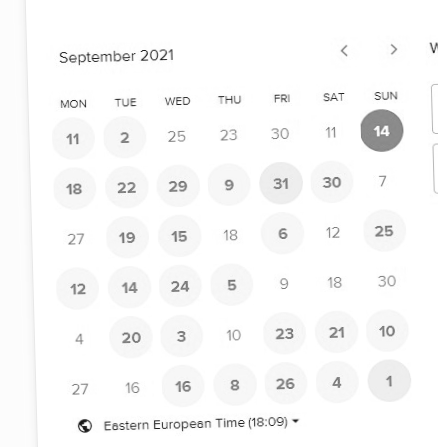 September 2021 < >
MON TUE WED THU FRI SAT SUN
11 2 25 23 30 11 14
18 22 29 9 31 30 7
27 19 15 18 6 12 25
12 14 24 5 9 18 30
4 20 3 10 23 21 10
27 16 16 8 26 4 1
Eastern European Time (18:09)